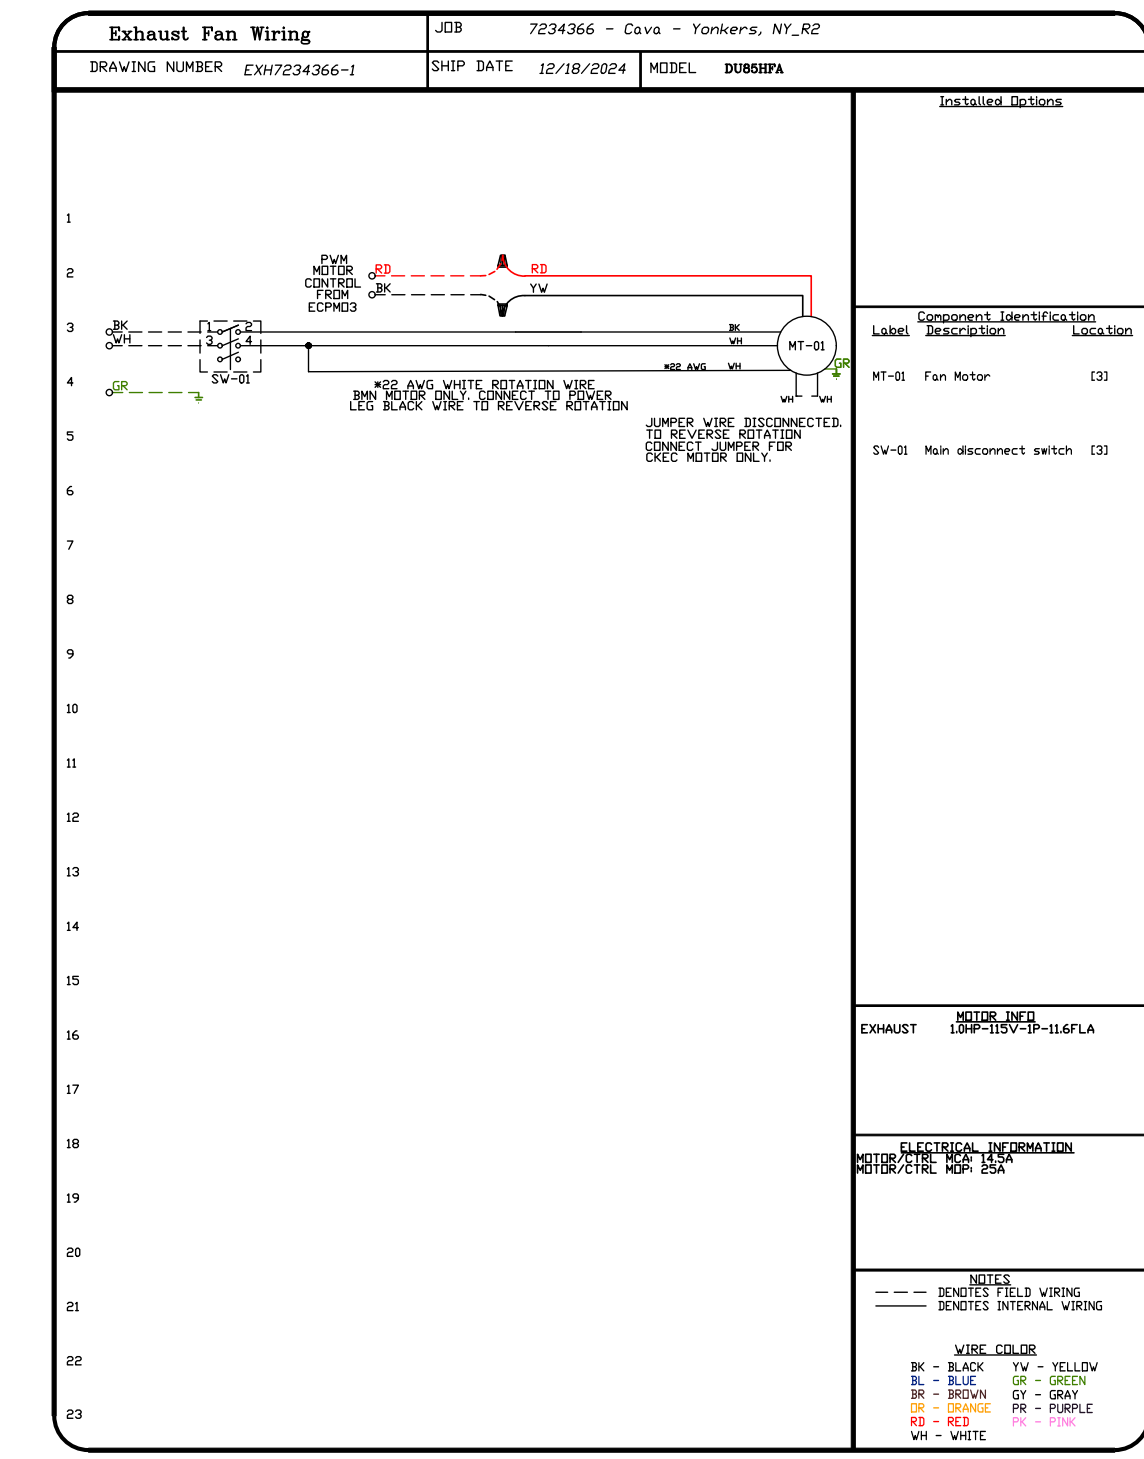 Exhaust Fan Wiring
JOB 7234366 - Cava - Yonkers, NY_R2
DRAWING NUMBER EXH7234366-1
SHIP DATE 12/18/2024
MODEL DU85HFA
Installed Options
1
2
3
4
5
6
7
8
9
10
11
12
13
14
15
16
17
18
19
20
21
22
23
PWM
MOTOR
CONTROL
FROM
ECPM03
RD
BK
RD
YW
BK
WH
1 2
3 4
SW-01
GR
BK
WH
*22 AWG WH
MT-01
GR
WH WH
*22 AWG WHITE ROTATION WIRE
BMN MOTOR ONLY. CONNECT TO POWER
LEG BLACK WIRE TO REVERSE ROTATION
JUMPER WIRE DISCONNECTED.
TO REVERSE ROTATION
CONNECT JUMPER FOR
CKEC MOTOR ONLY.
Component Identification
Label Description Location
MT-01 Fan Motor [3]
SW-01 Main disconnect switch [3]
MOTOR INFO
EXHAUST 1.0HP-115V-1P-11.6FLA
ELECTRICAL INFORMATION
MOTOR/CTRL MCA: 14.5A
MOTOR/CTRL MOP: 25A
NOTES
DENOTES FIELD WIRING
DENOTES INTERNAL WIRING
WIRE COLOR
BK - BLACK YW - YELLOW
BL - BLUE GR - GREEN
BR - BROWN GY - GRAY
OR - ORANGE PR - PURPLE
RD - RED PK - PINK
WH - WHITE